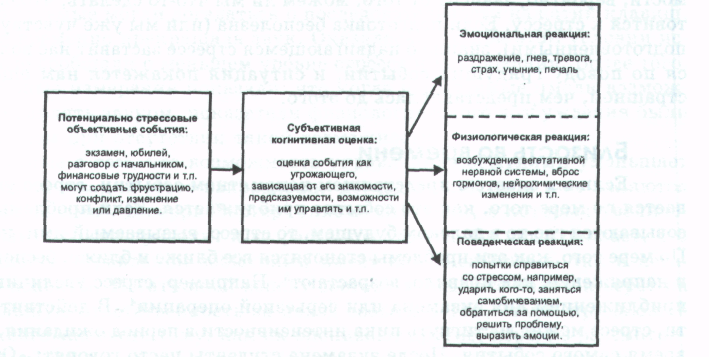 Потенциально стрессовые
объективные события:
экзамен, юбилей,
разговор с начальником,
финансовые трудности и т.п.
могут создать фрустрацию,
конфликт, изменение
или давление.
Субъективная
когнитивная оценка:
оценка события как
угрожающего,
зависящая от его знакомости,
предсказуемости, возможности
им управлять и т.п.
Эмоциональная реакция:
раздражение, гнев, тревога,
страх, уныние, печаль.
Физиологическая реакция:
возбуждение вегетативной
нервной системы, вброс
гормонов, нейрохимические
изменения и т.п.
Поведенческая реакция:
попытки справиться
со стрессом, например,
ударить кого-то, заняться
самобичеванием,
обратиться за помощью,
решить проблему,
выразить эмоции.